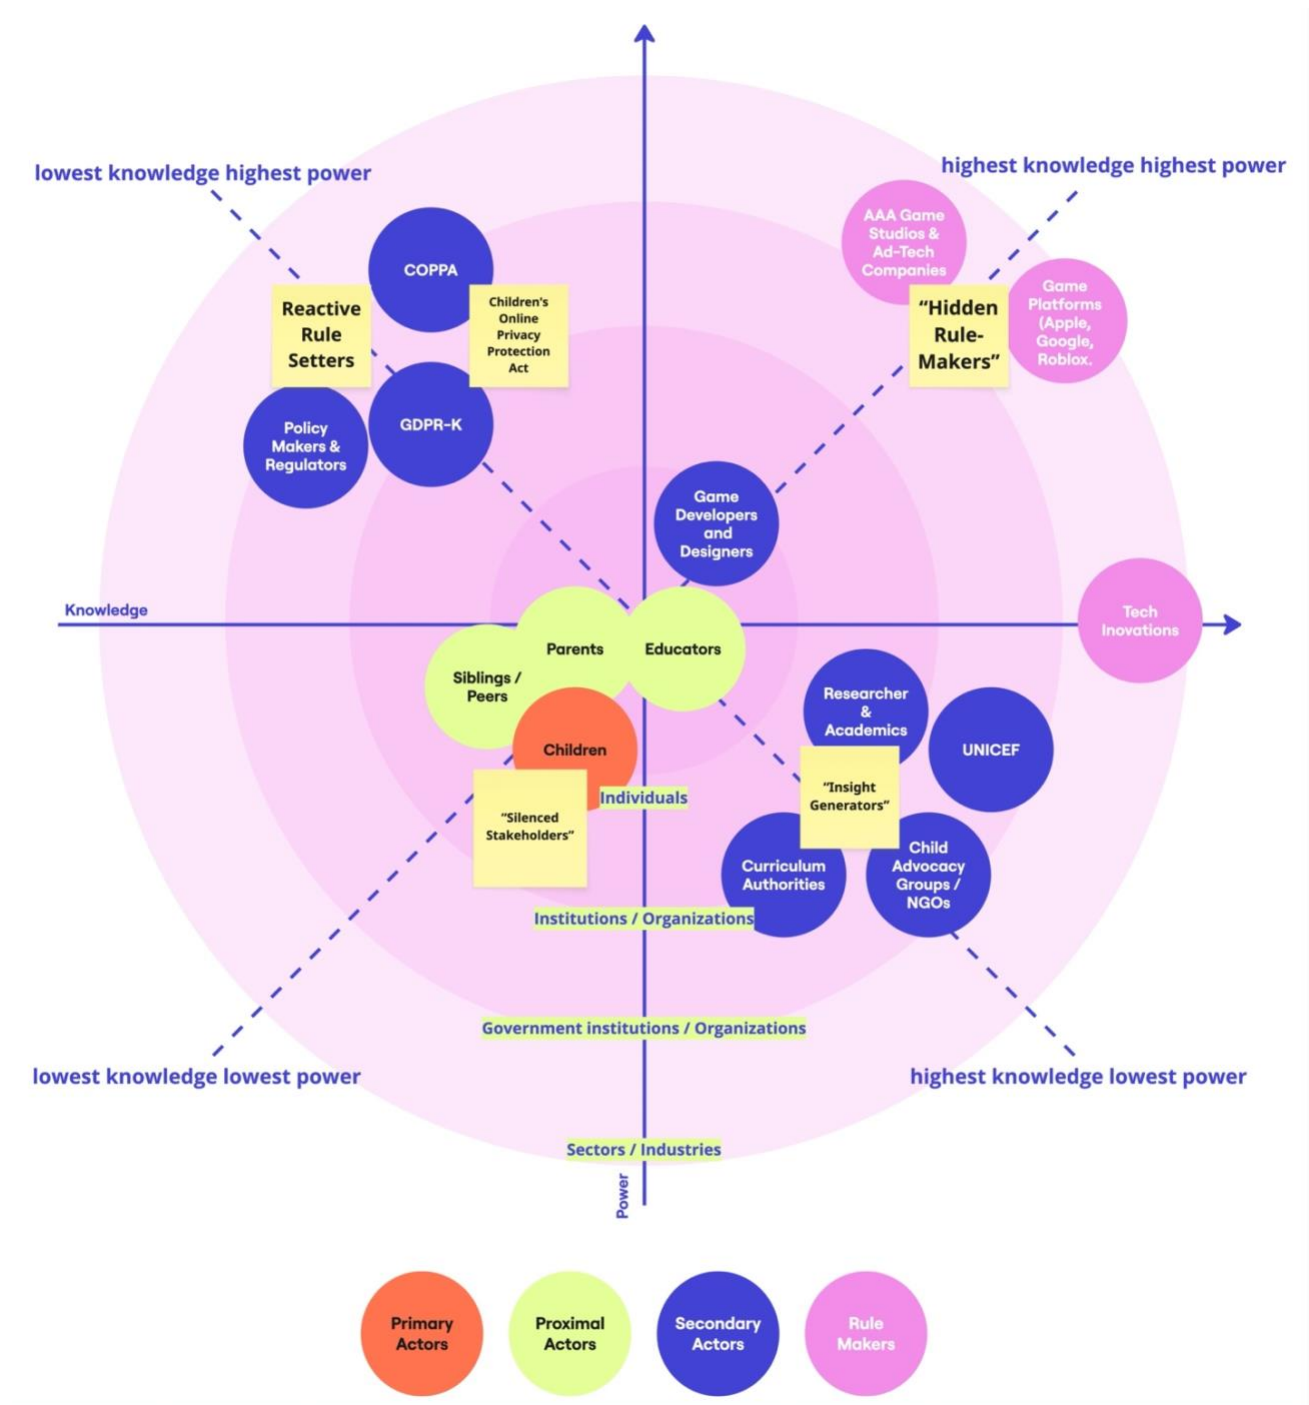 lowest knowledge highest power
highest knowledge highest power
COPPA
Reactive
Rule
Setters
Children's
Online
Privacy
Protection
Act
Policy
Makers &
Regulators
GDPR-K
AAA Game
Studios &
Ad-Tech
Companies
“Hidden
Rule-
Makers”
Game
Platforms
(Apple,
Google,
Roblox.
Game
Developers
and
Designers
Knowledge
Tech
Inovations
Parents
Educators
Siblings /
Peers
Children
“Silenced
Stakeholders”
Individuals
Researcher
&
Academics
UNICEF
“Insight
Generators”
Curriculum
Authorities
Child
Advocacy
Groups /
NGOs
Institutions / Organizations
Government institutions / Organizations
lowest knowledge lowest power
highest knowledge lowest power
Sectors / Industries
Power
Primary
Actors
Proximal
Actors
Secondary
Actors
Rule
Makers